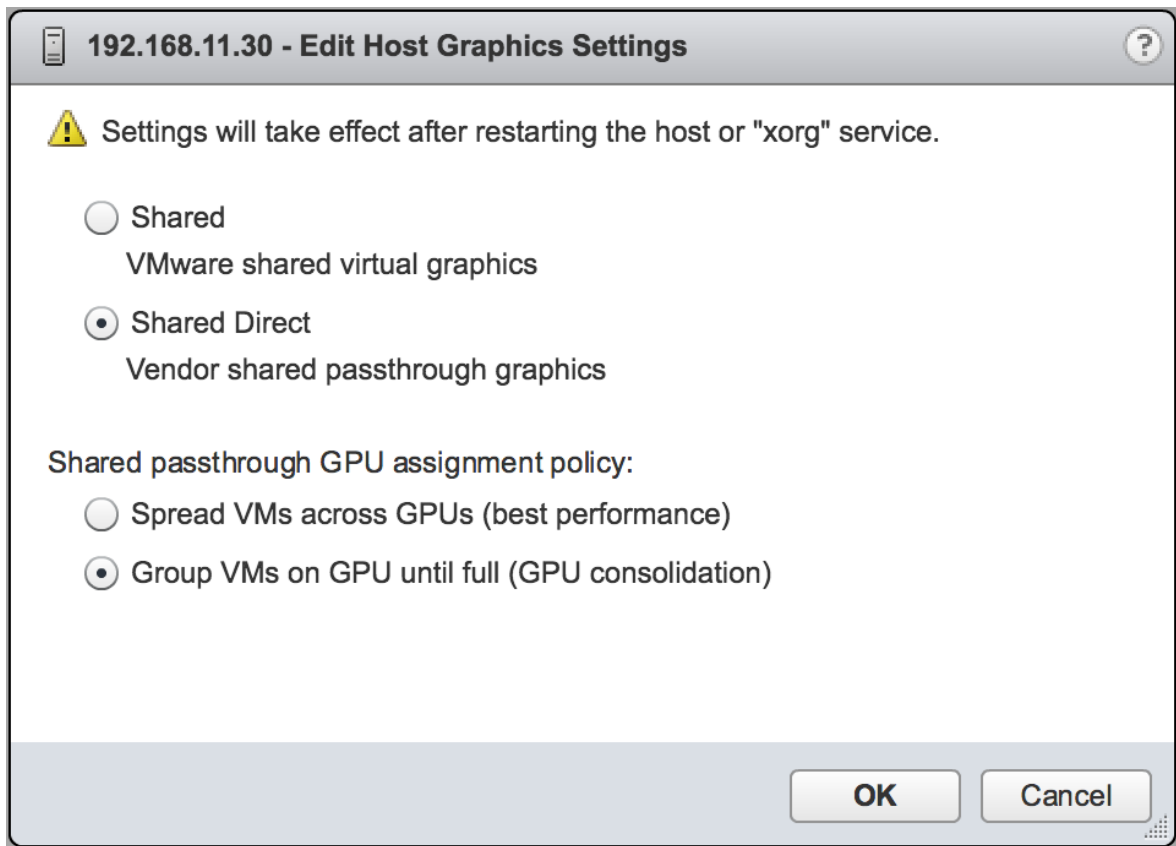 192.168.11.30 - Edit Host Graphics Settings
?
Settings will take effect after restarting the host or "xorg" service.
Shared
VMware shared virtual graphics
Shared Direct
Vendor shared passthrough graphics
Shared passthrough GPU assignment policy:
Spread VMs across GPUs (best performance)
Group VMs on GPU until full (GPU consolidation)
OK Cancel